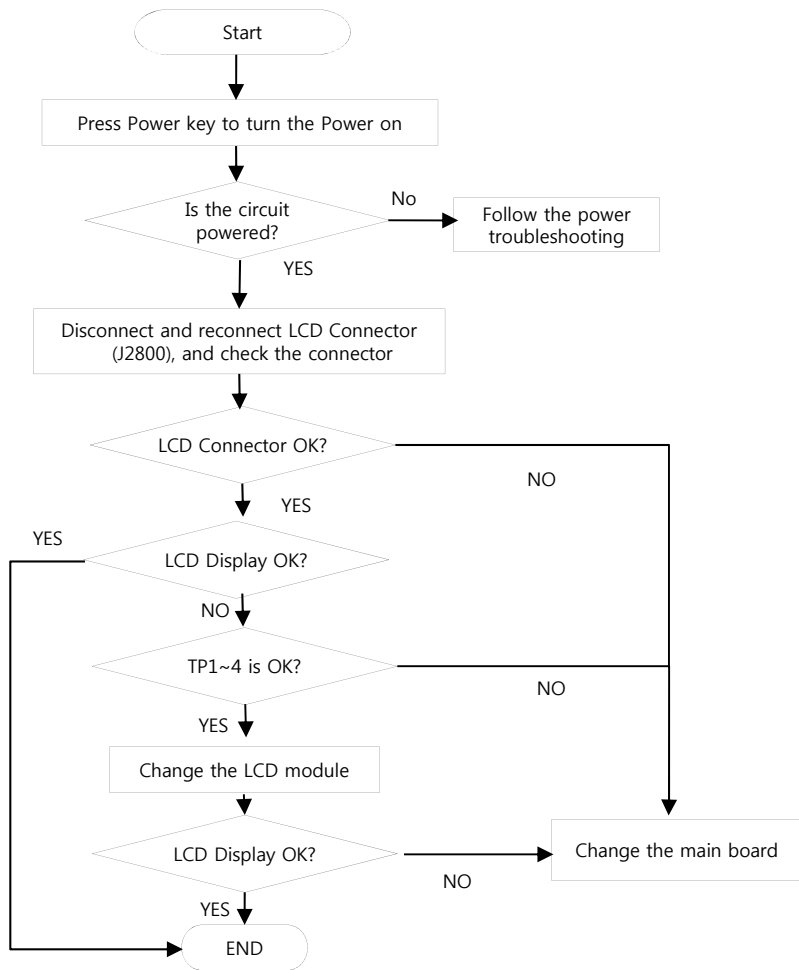 Start
Press Power key to turn the Power on
Is the circuit
powered?
No
Follow the power
troubleshooting
YES
Disconnect and reconnect LCD Connector
(J2800), and check the connector
LCD Connector OK?
NO
YES
YES
LCD Display OK?
NO
TP1~4 is OK?
NO
YES
Change the LCD module
LCD Display OK?
NO
Change the main board
YES
END